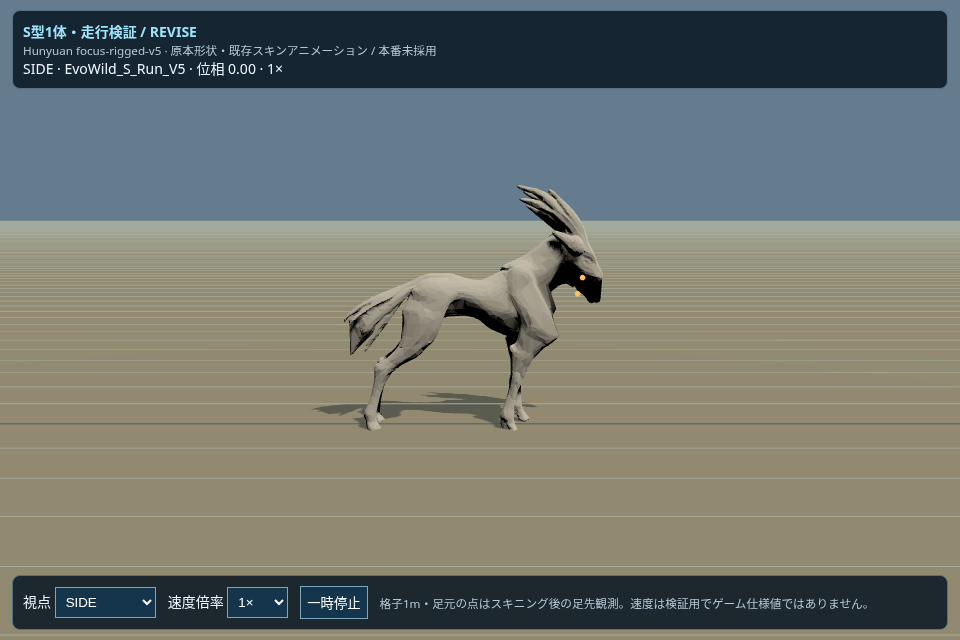 S型1体・走行検証 / REVISE
Hunyuan focus-rigged-v5 · 原本形状・既存スキンアニメーション / 本番未採用
SIDE · EvoWild_S_Run_V5 · 位相 0.00 · 1×
視点 SIDE 速度倍率 1× 一時停止 格子1m・足元の点はスキニング後の足先観測。速度は検証用でゲーム仕様値ではありません。